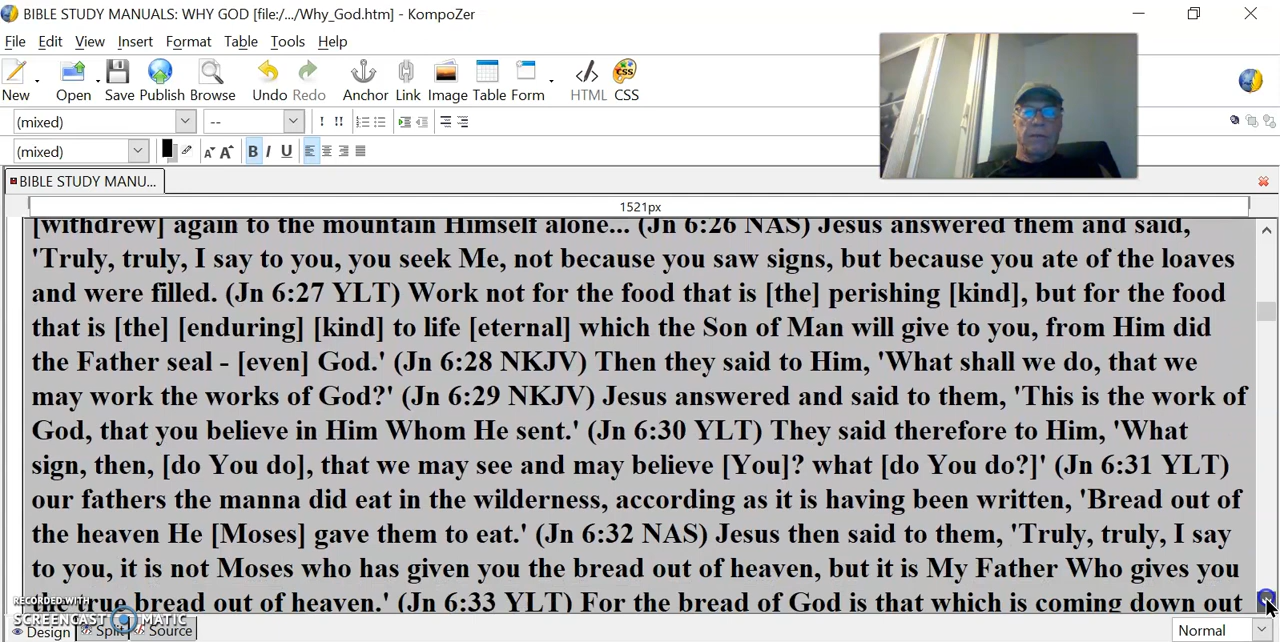 BIBLE STUDY MANUALS: WHY GOD [file:/.../Why_God.htm] - KompoZer
File Edit View Insert Format Table Tools Help
New Open Save Publish Browse Undo Redo Anchor Link Image Table Form HTML CSS
(mixed) -- ! !!
(mixed) A A B I U
BIBLE STUDY MANU...
1521px
[withdrew] again to the mountain Himself alone... (Jn 6:26 NAS) Jesus answered them and said,
'Truly, truly, I say to you, you seek Me, not because you saw signs, but because you ate of the loaves
and were filled. (Jn 6:27 YLT) Work not for the food that is [the] perishing [kind], but for the food
that is [the] [enduring] [kind] to life [eternal] which the Son of Man will give to you, from Him did
the Father seal - [even] God.' (Jn 6:28 NKJV) Then they said to Him, 'What shall we do, that we
may work the works of God?' (Jn 6:29 NKJV) Jesus answered and said to them, 'This is the work of
God, that you believe in Him Whom He sent.' (Jn 6:30 YLT) They said therefore to Him, 'What
sign, then, [do You do], that we may see and may believe [You]? what [do You do?]' (Jn 6:31 YLT)
our fathers the manna did eat in the wilderness, according as it is having been written, 'Bread out of
the heaven He [Moses] gave them to eat.' (Jn 6:32 NAS) Jesus then said to them, 'Truly, truly, I say
to you, it is not Moses who has given you the bread out of heaven, but it is My Father Who gives you
the true bread out of heaven.' (Jn 6:33 YLT) For the bread of God is that which is coming down out
RECORDED WITH
SCREENCAST MATIC
Design Split Source Normal